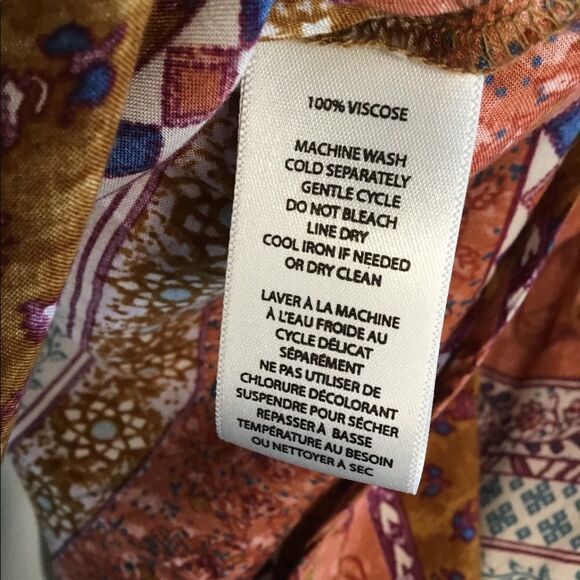 100% VISCOSE
MACHINE WASH
COLD SEPARATELY
GENTLE CYCLE
DO NOT BLEACH
LINE DRY
COOL IRON IF NEEDED
OR DRY CLEAN
LAVER À LA MACHINE
À L'EAU FROIDE AU
CYCLE DÉLICAT
SÉPARÉMENT
NE PAS UTILISER DE
CHLORURE DÉCOLORANT
SUSPENDRE POUR SÉCHER
REPASSER À BASSE
TEMPÉRATURE AU BESOIN
OU NETTOYER À SEC